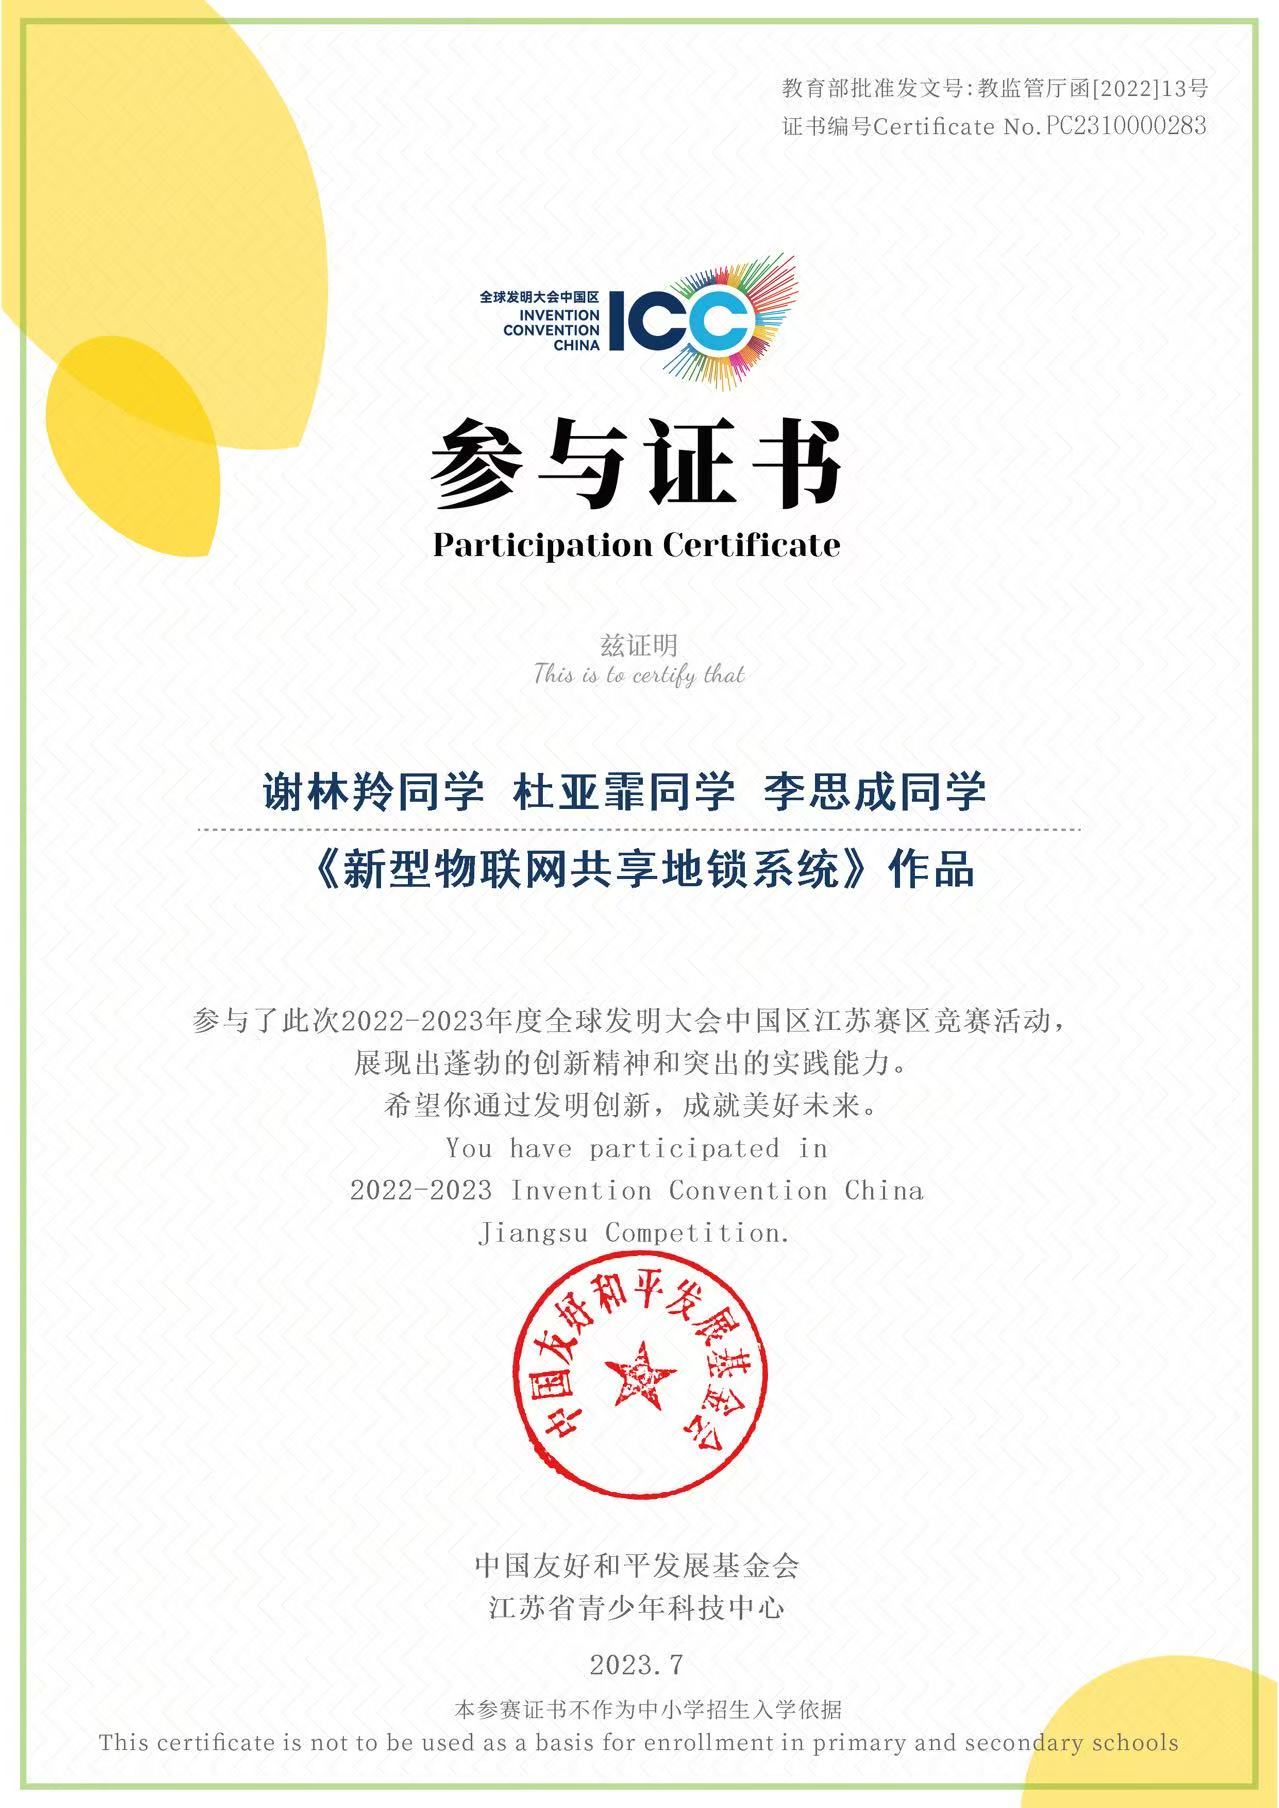 教育部批准发文号:教监管厅函[2022]13号
证书编号Certificate No.PC2310000283
全球发明大会中国区
INVENTION
CONVENTION
CHINA
ICC
参与证书
Participation Certificate
兹证明
This is to certify that
谢林羚同学 杜亚霏同学 李思成同学
《新型物联网共享地锁系统》作品
参与了此次2022-2023年度全球发明大会中国区江苏赛区竞赛活动，
展现出蓬勃的创新精神和突出的实践能力。
希望你通过发明创新，成就美好未来。
You have participated in
2022-2023 Invention Convention China
Jiangsu Competition.
中国友好和平发展基金会
中国友好和平发展基金会
江苏省青少年科技中心
2023.7
本参赛证书不作为中小学招生入学依据
This certificate is not to be used as a basis for enrollment in primary and secondary schools